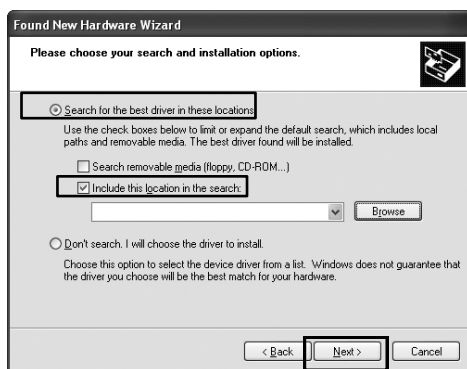 Found New Hardware Wizard
Please choose your search and installation options.
Search for the best driver in these locations.
Use the check boxes below to limit or expand the default search, which includes local
paths and removable media. The best driver found will be installed.
Search removable media (floppy, CD-ROM...)
Include this location in the search:
Browse
Don't search. I will choose the driver to install.
Choose this option to select the device driver from a list. Windows does not guarantee that
the driver you choose will be the best match for your hardware.
< Back Next > Cancel